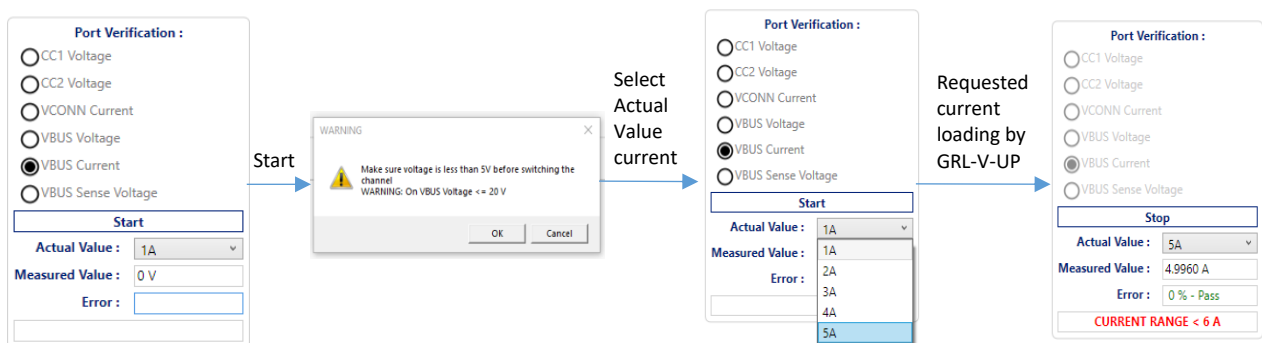 Port Verification :
CC1 Voltage
CC2 Voltage
VCONN Current
VBUS Voltage
VBUS Current
VBUS Sense Voltage
Start
Actual Value : 1A
Measured Value : 0 V
Error :
Start
WARNING
Make sure voltage is less than 5V before switching the
channel
WARNING: On VBUS Voltage <= 20 V
OK Cancel
Select
Actual
Value
current
Port Verification :
CC1 Voltage
CC2 Voltage
VCONN Current
VBUS Voltage
VBUS Current
VBUS Sense Voltage
Start
Actual Value : 1A
Measured Value : 1A
2A
Error :
3A
4A
5A
Requested
current
loading by
GRL-V-UP
Port Verification :
CC1 Voltage
CC2 Voltage
VCONN Current
VBUS Voltage
VBUS Current
VBUS Sense Voltage
Stop
Actual Value : 5A
Measured Value : 4.9960 A
Error : 0 % - Pass
CURRENT RANGE < 6 A